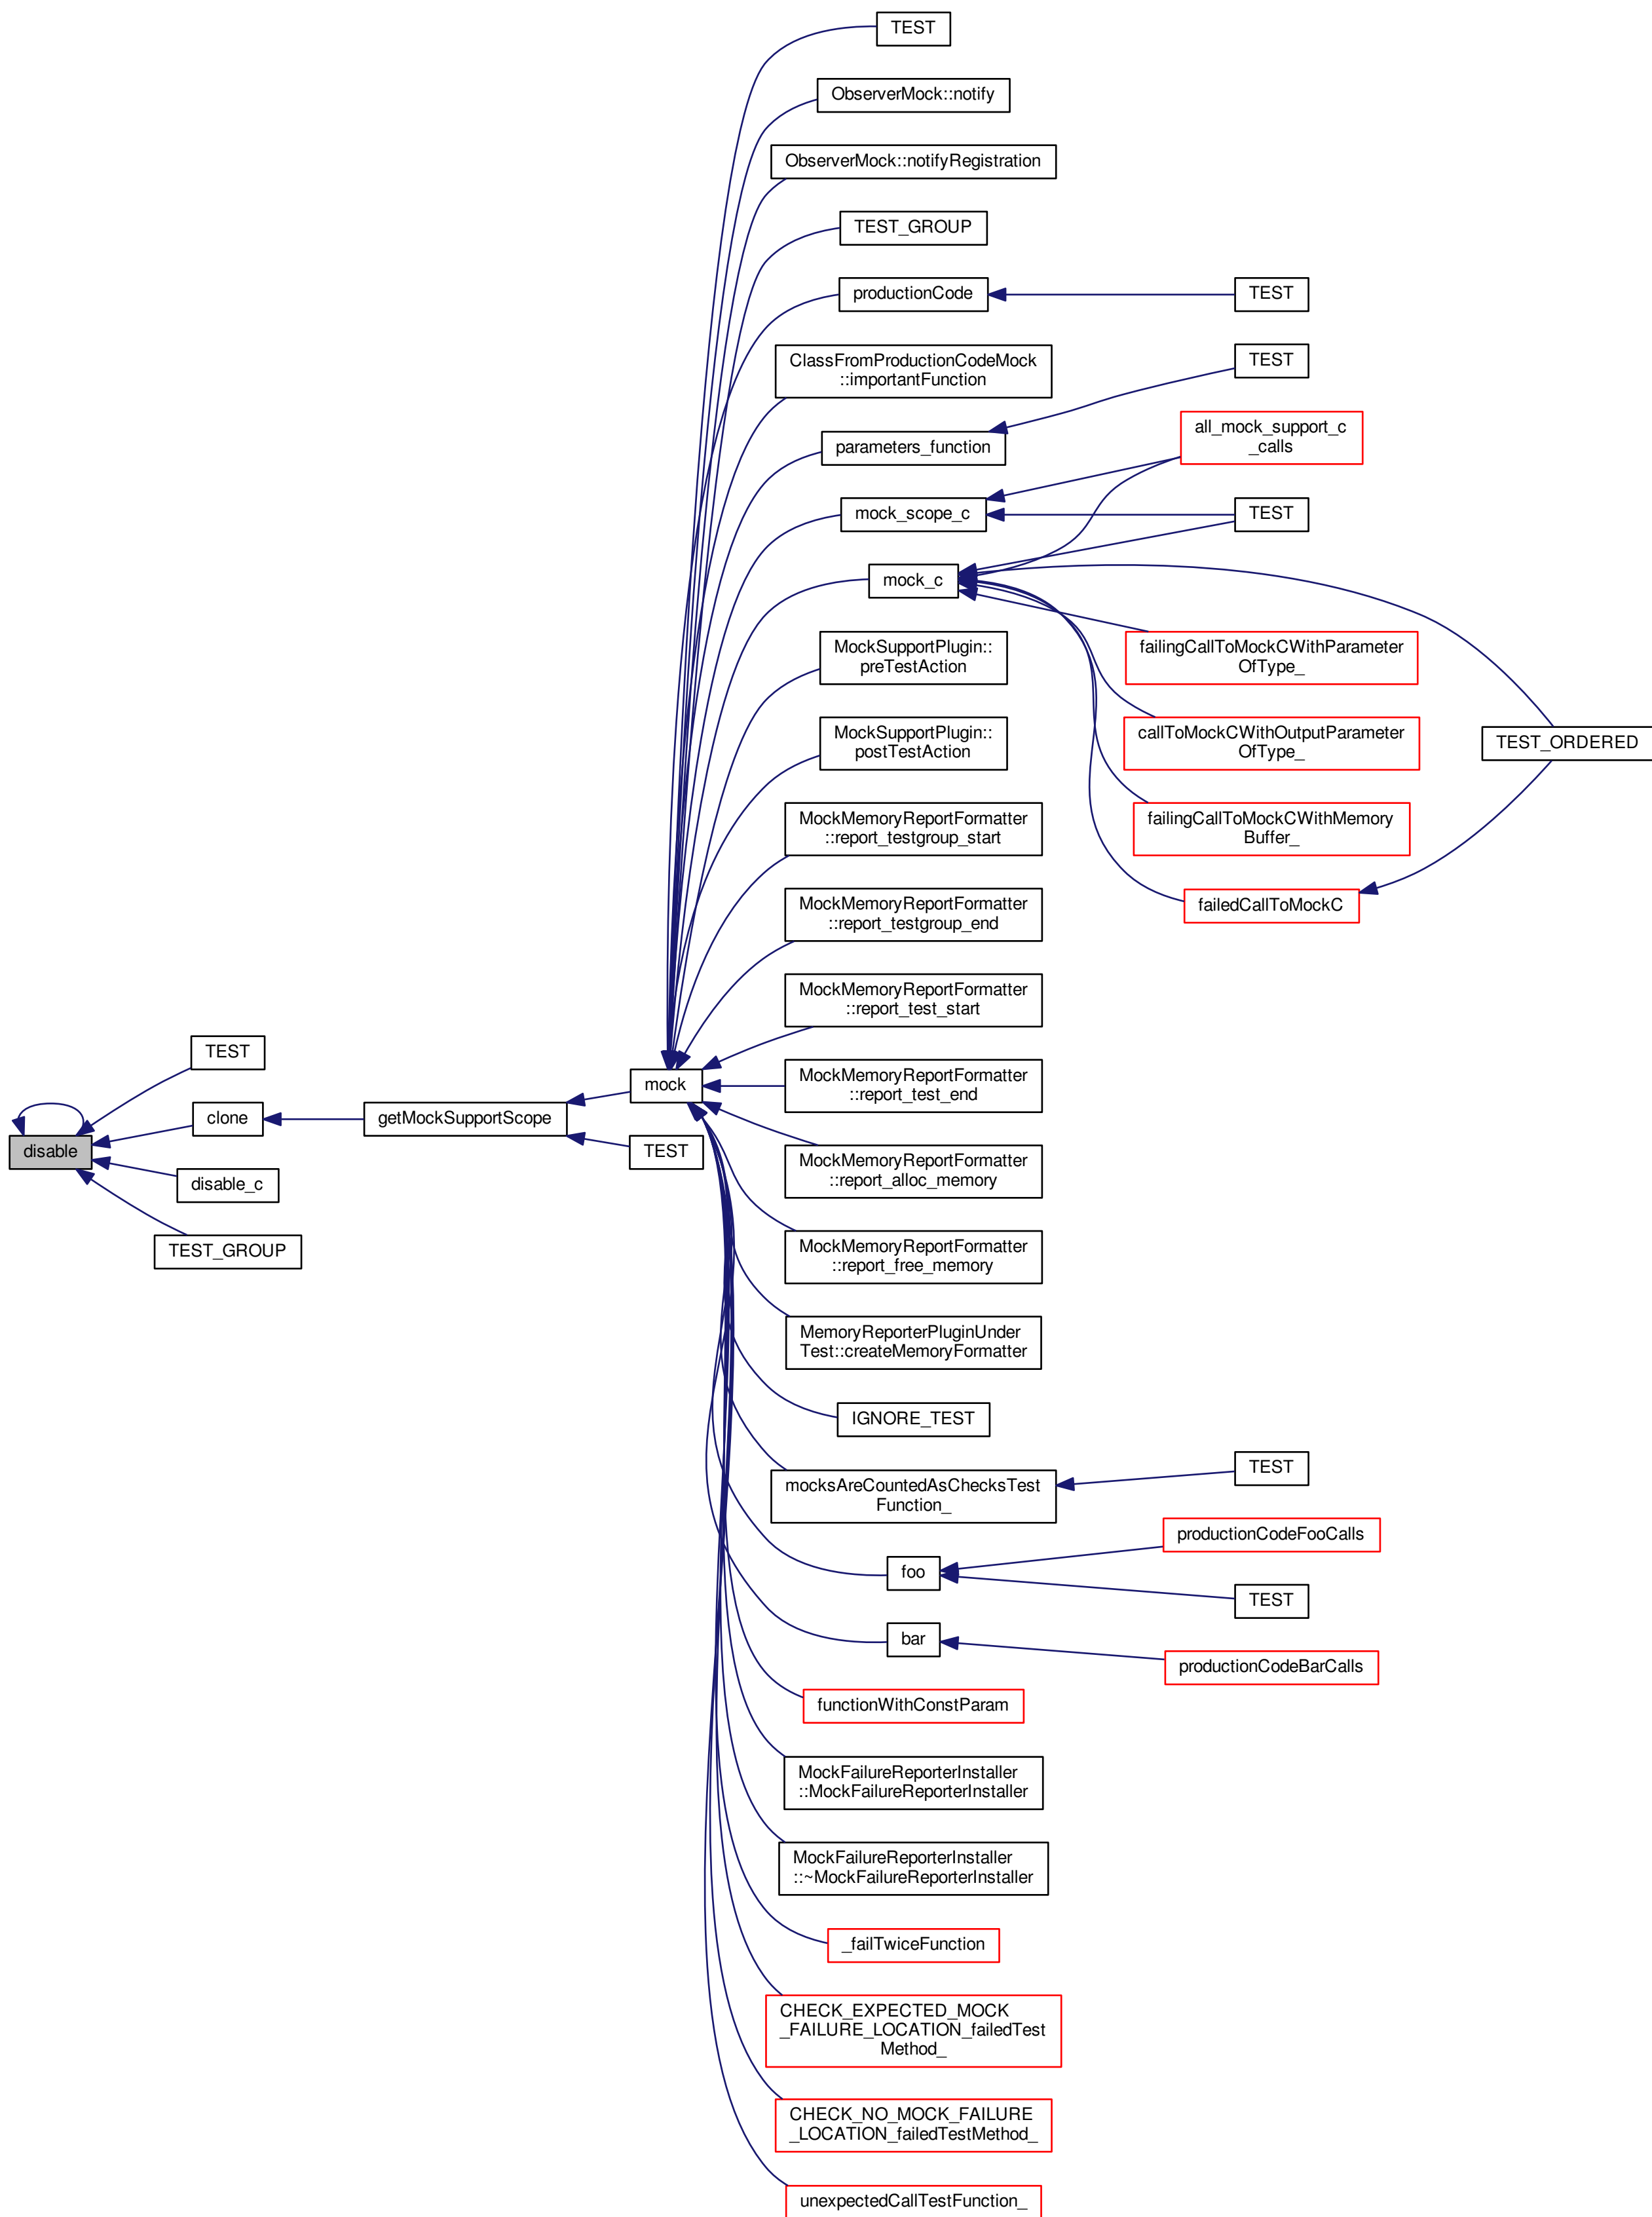 TEST
ObserverMock::notify
ObserverMock::notifyRegistration
TEST_GROUP
productionCode
TEST
ClassFromProductionCodeMock
::importantFunction
TEST
parameters_function
all_mock_support_c
_calls
mock_scope_c
TEST
mock_c
MockSupportPlugin::
preTestAction
failingCallToMockCWithParameter
OfType_
MockSupportPlugin::
postTestAction
callToMockCWithOutputParameter
OfType_
TEST_ORDERED
MockMemoryReportFormatter
::report_testgroup_start
failingCallToMockCWithMemory
Buffer_
MockMemoryReportFormatter
::report_testgroup_end
failedCallToMockC
MockMemoryReportFormatter
::report_test_start
TEST
mock
MockMemoryReportFormatter
::report_test_end
clone
getMockSupportScope
disable
TEST
MockMemoryReportFormatter
::report_alloc_memory
disable_c
TEST_GROUP
MockMemoryReportFormatter
::report_free_memory
MemoryReporterPluginUnder
Test::createMemoryFormatter
IGNORE_TEST
mocksAreCountedAsChecksTest
Function_
TEST
productionCodeFooCalls
foo
TEST
bar
productionCodeBarCalls
functionWithConstParam
MockFailureReporterInstaller
::MockFailureReporterInstaller
MockFailureReporterInstaller
::~MockFailureReporterInstaller
_failTwiceFunction
CHECK_EXPECTED_MOCK
_FAILURE_LOCATION_failedTest
Method_
CHECK_NO_MOCK_FAILURE
_LOCATION_failedTestMethod_
unexpectedCallTestFunction_